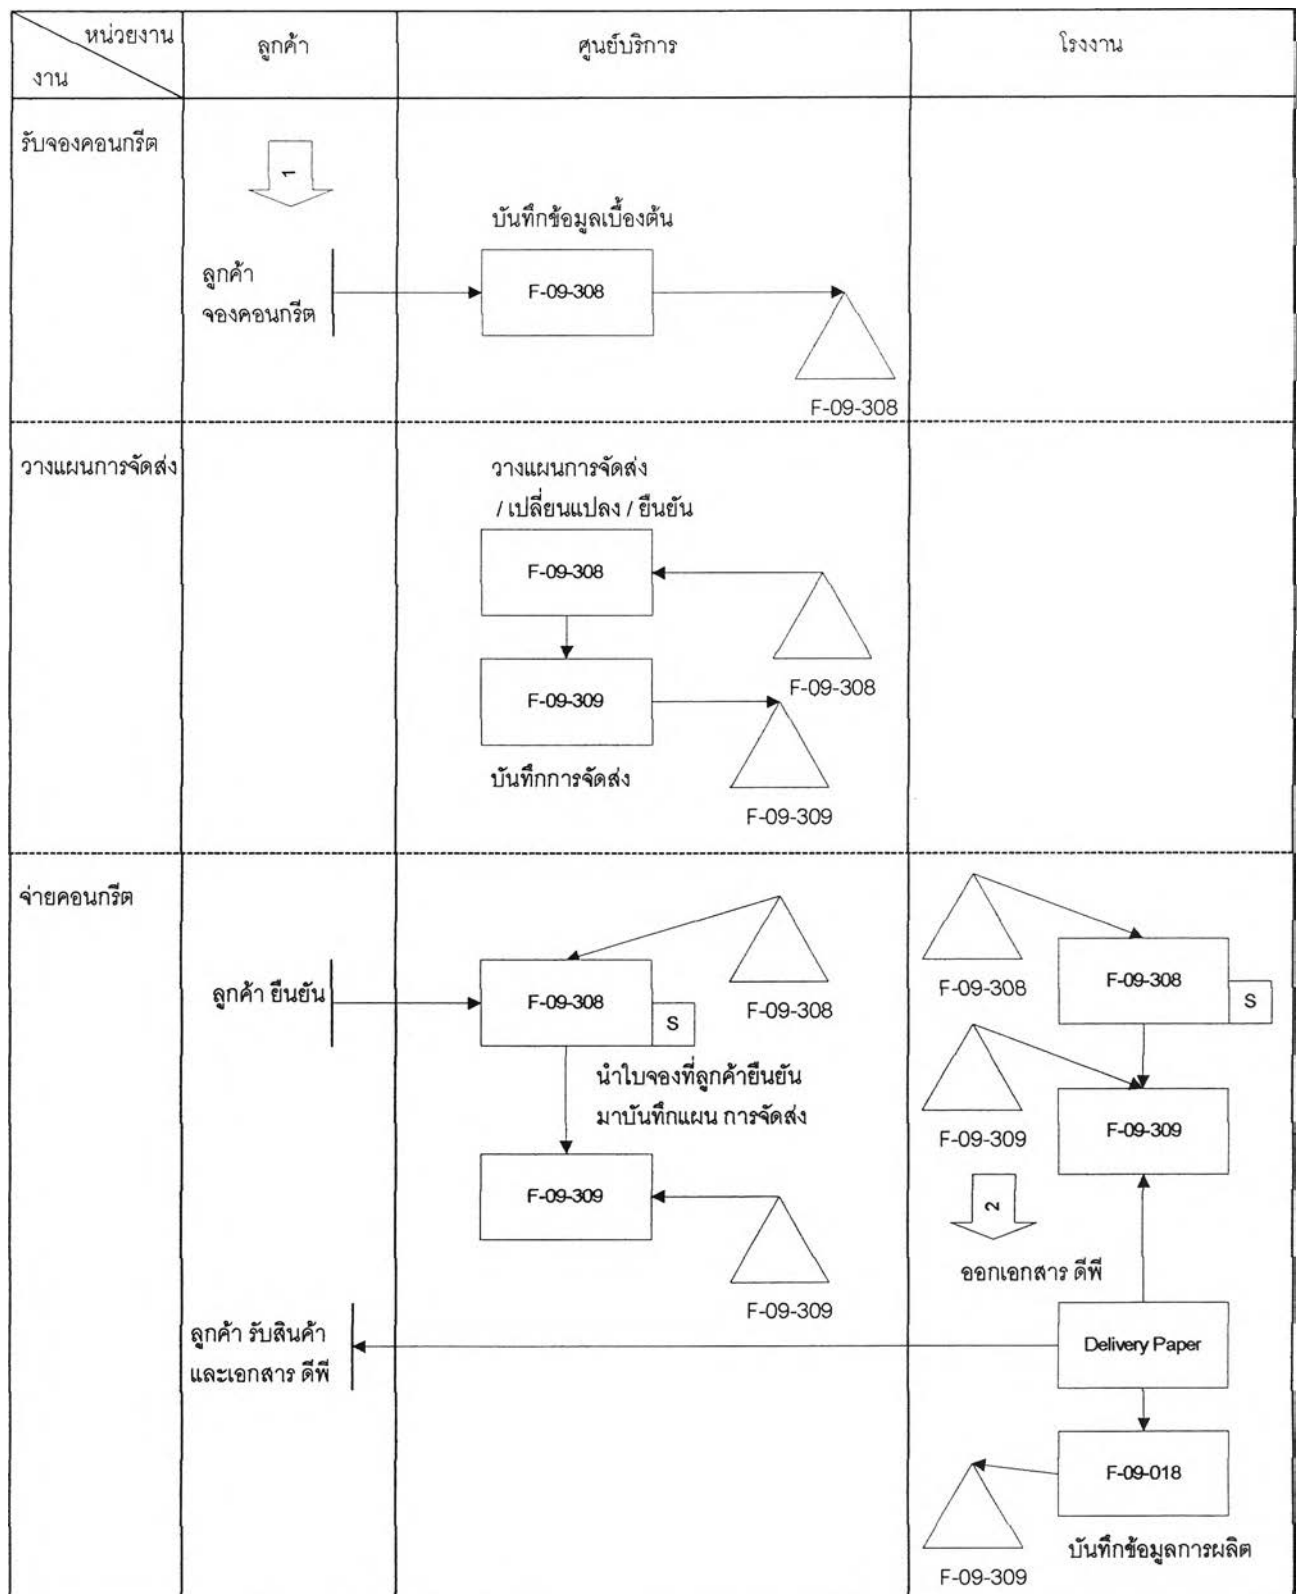 หน่วยงาน
งาน
ลูกค้า
ศูนย์บริการ
โรงงาน
รับจองคอนกรีต
1
บันทึกข้อมูลเบื้องต้น
ลูกค้า
จองคอนกรีต
F-09-308
F-09-308
วางแผนการจัดส่ง
วางแผนการจัดส่ง
/ เปลี่ยนแปลง / ยืนยัน
F-09-308
F-09-308
F-09-309
บันทึกการจัดส่ง
F-09-309
จ่ายคอนกรีต
ลูกค้า ยืนยัน
F-09-308
S
F-09-308
นำใบจองที่ลูกค้ายืนยัน
มาบันทึกแผน การจัดส่ง
F-09-309
F-09-309
F-09-308
F-09-308
S
F-09-309
F-09-309
2
ออกเอกสาร ดีพี
ลูกค้า รับสินค้า
และเอกสาร ดีพี
Delivery Paper
F-09-018
บันทึกข้อมูลการผลิต
F-09-309